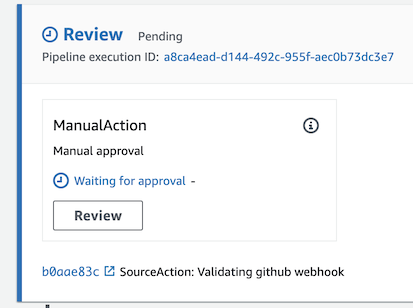 Review Pending
Pipeline execution ID: a8ca4ead-d144-492c-955f-aec0b73dc3e7
ManualAction
Manual approval
Waiting for approval -
Review
b0aae83c SourceAction: Validating github webhook